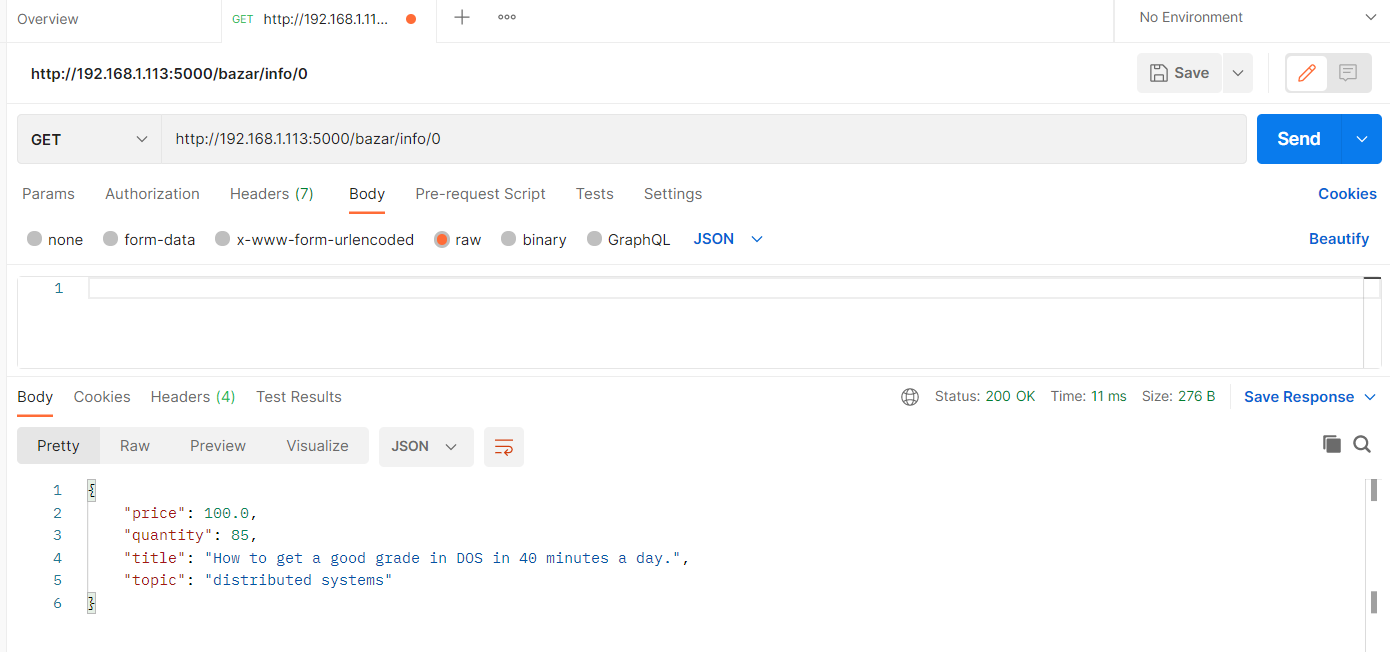 Overview GET http://192.168.1.11... No Environment
http://192.168.1.113:5000/bazar/info/0 Save
GET http://192.168.1.113:5000/bazar/info/0 Send
Params Authorization Headers (7) Body Pre-request Script Tests Settings Cookies
none form-data x-www-form-urlencoded raw binary GraphQL JSON Beautify
1
Body Cookies Headers (4) Test Results Status: 200 OK Time: 11 ms Size: 276 B Save Response
Pretty Raw Preview Visualize JSON
1 {
2 "price": 100.0,
3 "quantity": 85,
4 "title": "How to get a good grade in DOS in 40 minutes a day.",
5 "topic": "distributed systems"
6 }